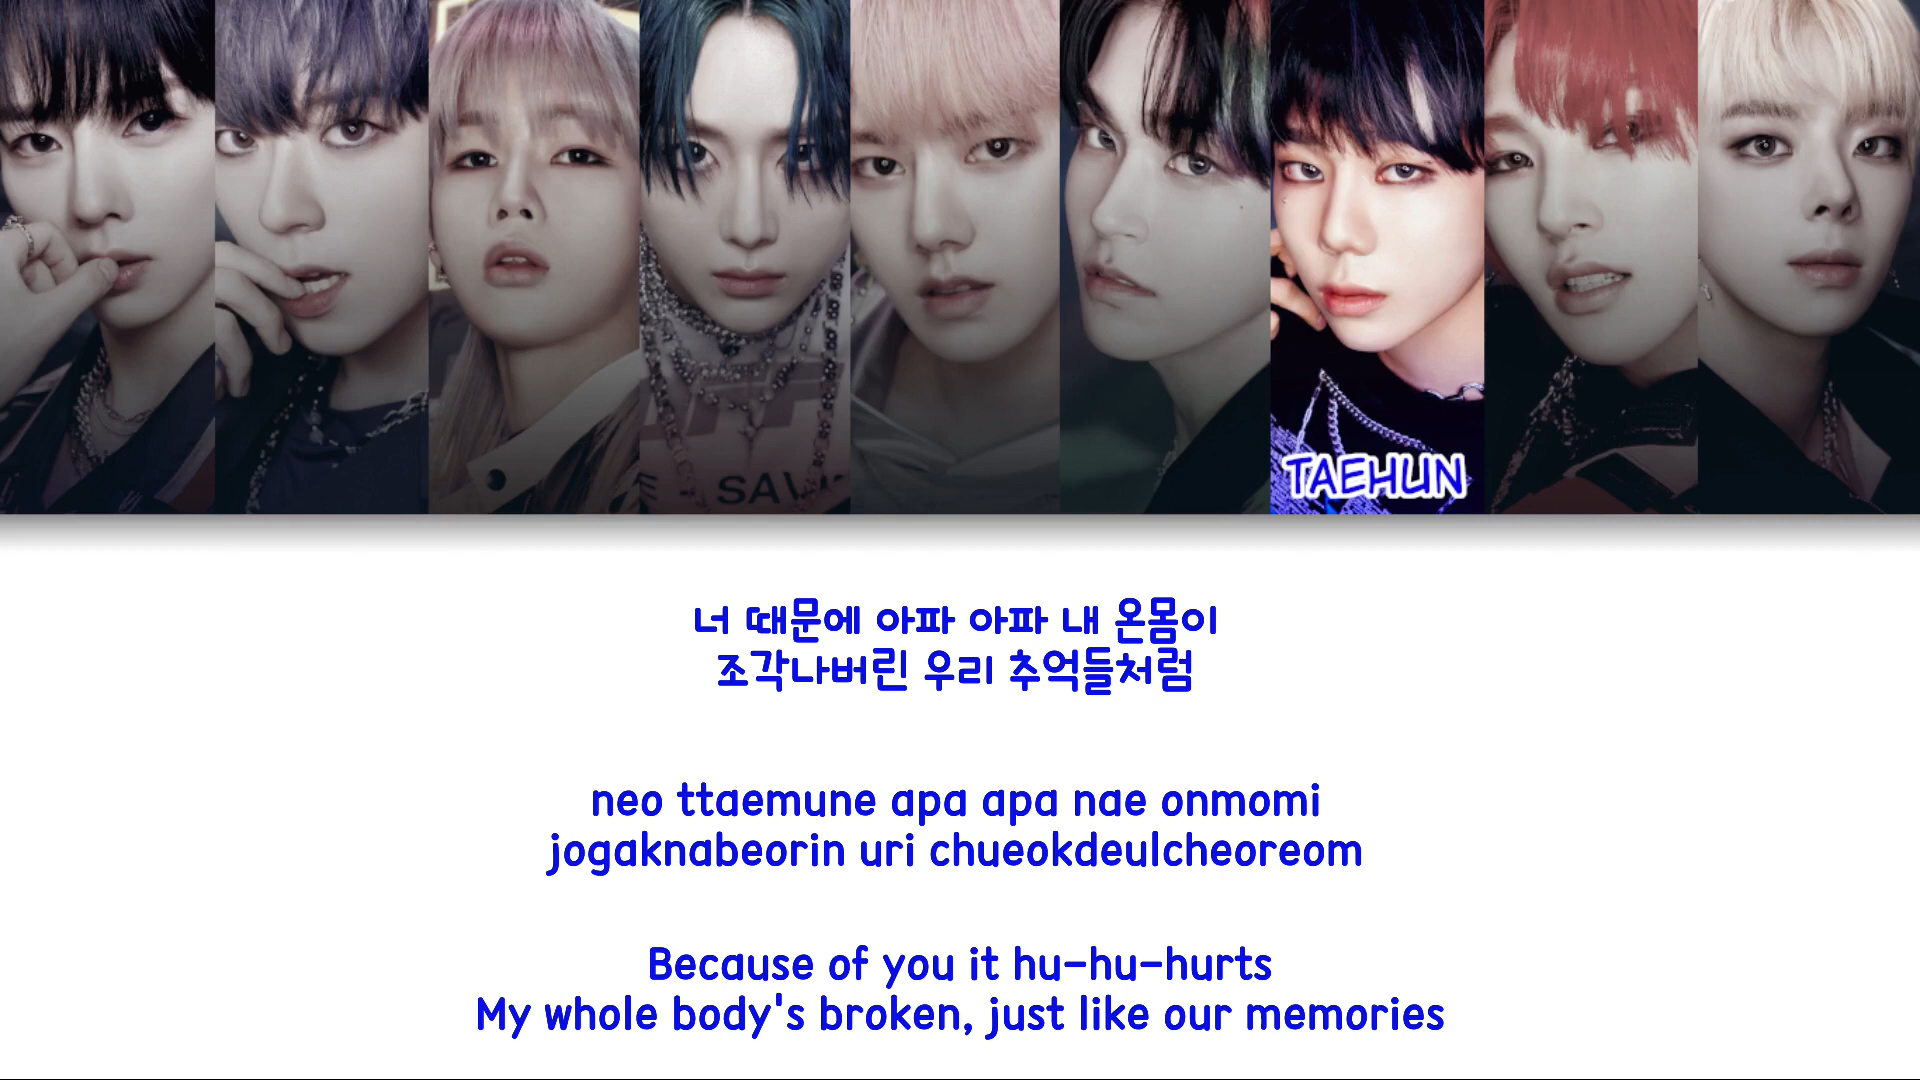 SAV
TAEHUN
너 때문에 아파 아파 내 온몸이
조각나버린 우리 추억들처럼
neo ttaemune apa apa nae onmomi
jogaknabeorin uri chueokdeulcheoreom
Because of you it hu-hu-hurts
My whole body's broken, just like our memories